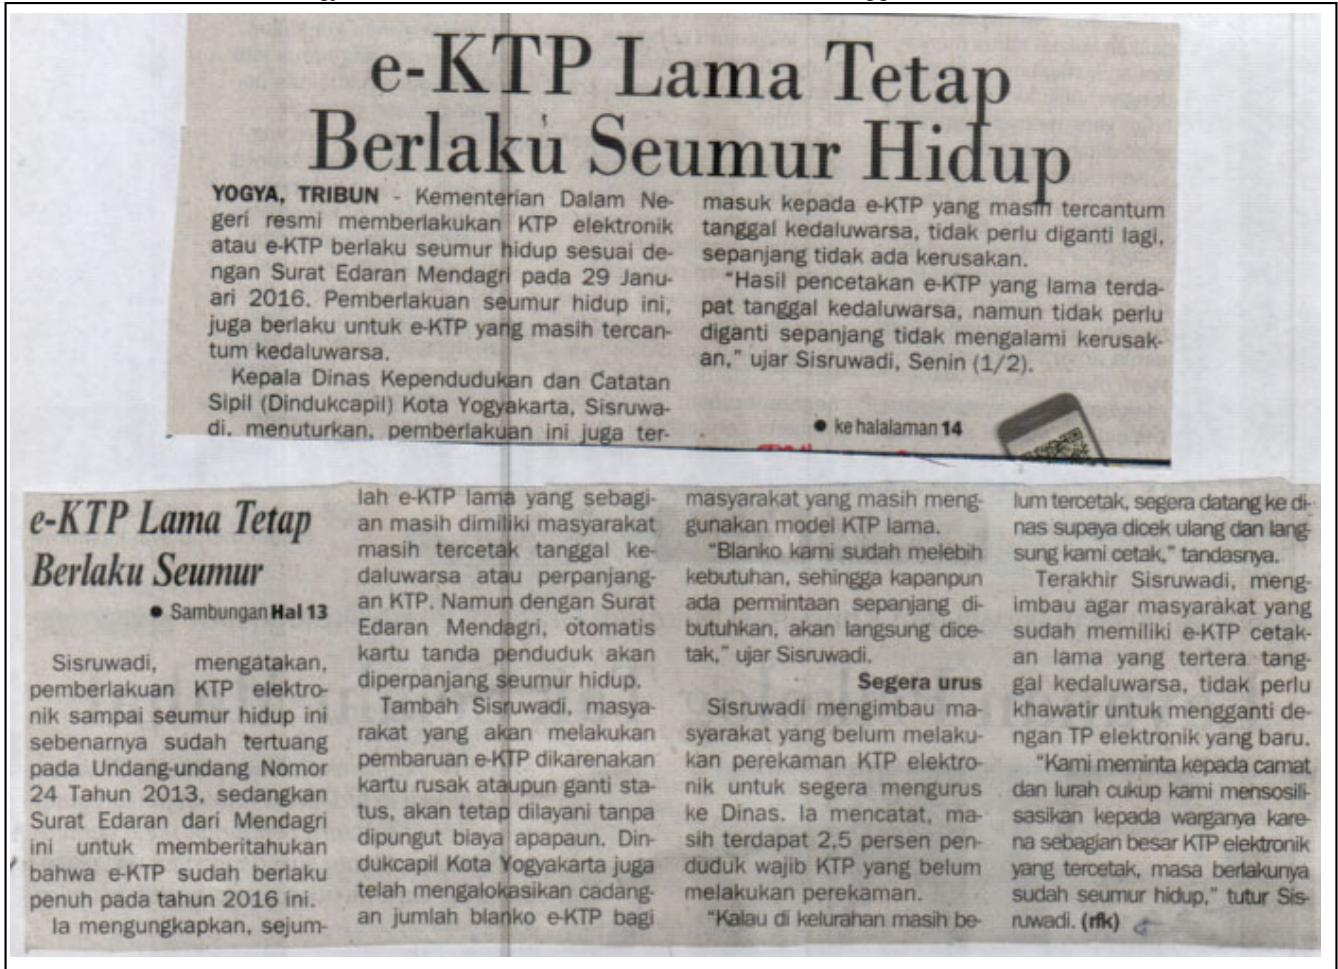 e-KTP Lama Tetap
Berlaku Seumur Hidup
YOGYA, TRIBUN - Kementerian Dalam Ne-
geri resmi memberlakukan KTP elektronik
atau e-KTP berlaku seumur hidup sesuai de-
ngan Surat Edaran Mendagri pada 29 Janu-
ari 2016. Pemberlakuan seumur hidup ini,
juga berlaku untuk e-KTP yang masih tercan-
tum kedaluwarsa.
Kepala Dinas Kependudukan dan Catatan
Sipil (Dindukcapil) Kota Yogyakarta, Sisruwa-
di, menuturkan, pemberlakuan ini juga ter-
masuk kepada e-KTP yang masih tercantum
tanggal kedaluwarsa, tidak perlu diganti lagi,
sepanjang tidak ada kerusakan.
"Hasil pencetakan e-KTP yang lama terda-
pat tanggal kedaluwarsa, namun tidak perlu
diganti sepanjang tidak mengalami kerusak-
an," ujar Sisruwadi, Senin (1/2).
● ke halalaman 14
e-KTP Lama Tetap
Berlaku Seumur
● Sambungan Hal 13
Sisruwadi, mengatakan,
pemberlakuan KTP elektro-
nik sampai seumur hidup ini
sebenarnya sudah tertuang
pada Undang-undang Nomor
24 Tahun 2013, sedangkan
Surat Edaran dari Mendagri
ini untuk memberitahukan
bahwa e-KTP sudah berlaku
penuh pada tahun 2016 ini.
Ia mengungkapkan, sejum-
lah e-KTP lama yang sebagi-
an masih dimiliki masyarakat
masih tercetak tanggal ke-
daluwarsa atau perpanjang-
an KTP. Namun dengan Surat
Edaran Mendagri, otomatis
kartu tanda penduduk akan
diperpanjang seumur hidup.
Tambah Sisruwadi, masya-
rakat yang akan melakukan
pembaruan e-KTP dikarenakan
kartu rusak ataupun ganti sta-
tus, akan tetap dilayani tanpa
dipungut biaya apapaun. Din-
dukcapil Kota Yogyakarta juga
telah mengalokasikan cadang-
an jumlah blanko e-KTP bagi
masyarakat yang masih meng-
gunakan model KTP lama.
"Blanko kami sudah melebih
kebutuhan, sehingga kapanpun
ada permintaan sepanjang di-
butuhkan, akan langsung dice-
tak," ujar Sisruwadi.
Segera urus
Sisruwadi mengimbau ma-
syarakat yang belum melaku-
kan perekaman KTP elektro-
nik untuk segera mengurus
ke Dinas. Ia mencatat, ma-
sih terdapat 2,5 persen pen-
duduk wajib KTP yang belum
melakukan perekaman.
"Kalau di kelurahan masih be-
lum tercetak, segera datang ke di-
nas supaya dicek ulang dan lang-
sung kami cetak," tandasnya.
Terakhir Sisruwadi, meng-
imbau agar masyarakat yang
sudah memiliki e-KTP cetak-
an lama yang tertera tang-
gal kedaluwarsa, tidak perlu
khawatir untuk mengganti de-
ngan TP elektronik yang baru.
"Kami meminta kepada camat
dan lurah cukup kami mensosili-
sasikan kepada warganya kare-
na sebagian besar KTP elektronik
yang tercetak, masa berlakunya
sudah seumur hidup," tutur Sis-
ruwadi. (rfk)